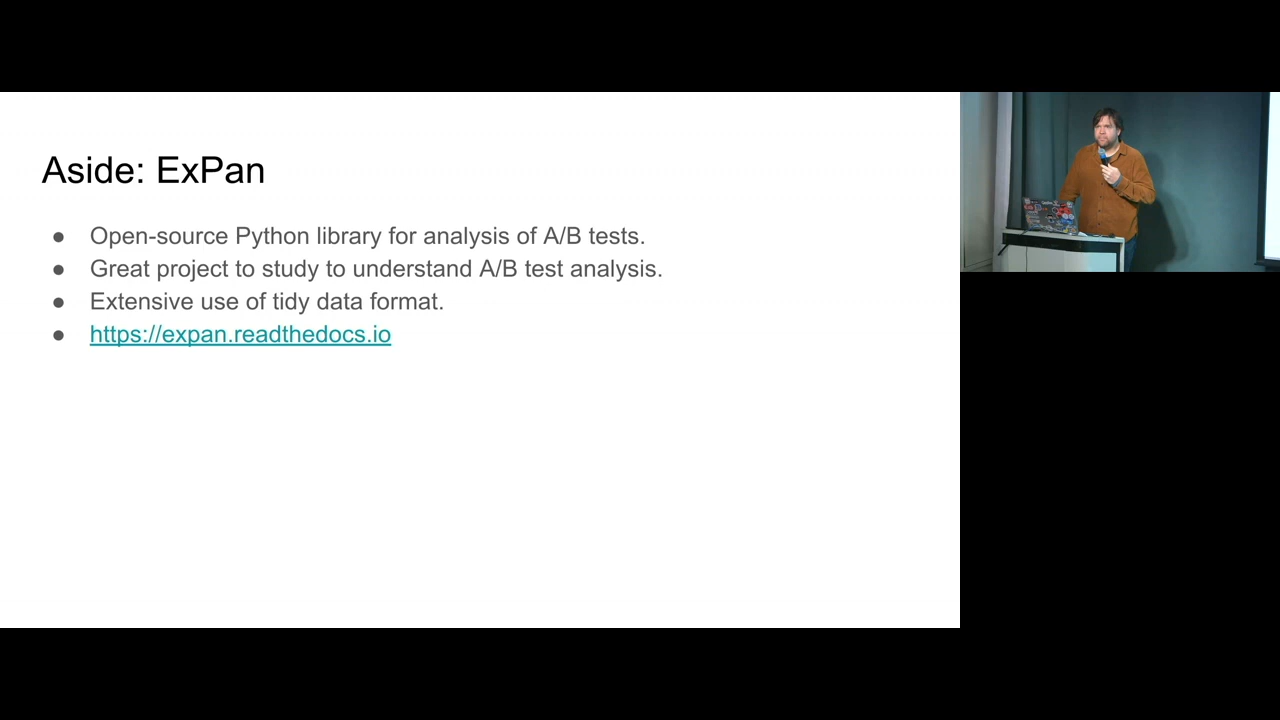 Aside: ExPan
● Open-source Python library for analysis of A/B tests.
● Great project to study to understand A/B test analysis.
● Extensive use of tidy data format.
● https://expan.readthedocs.io